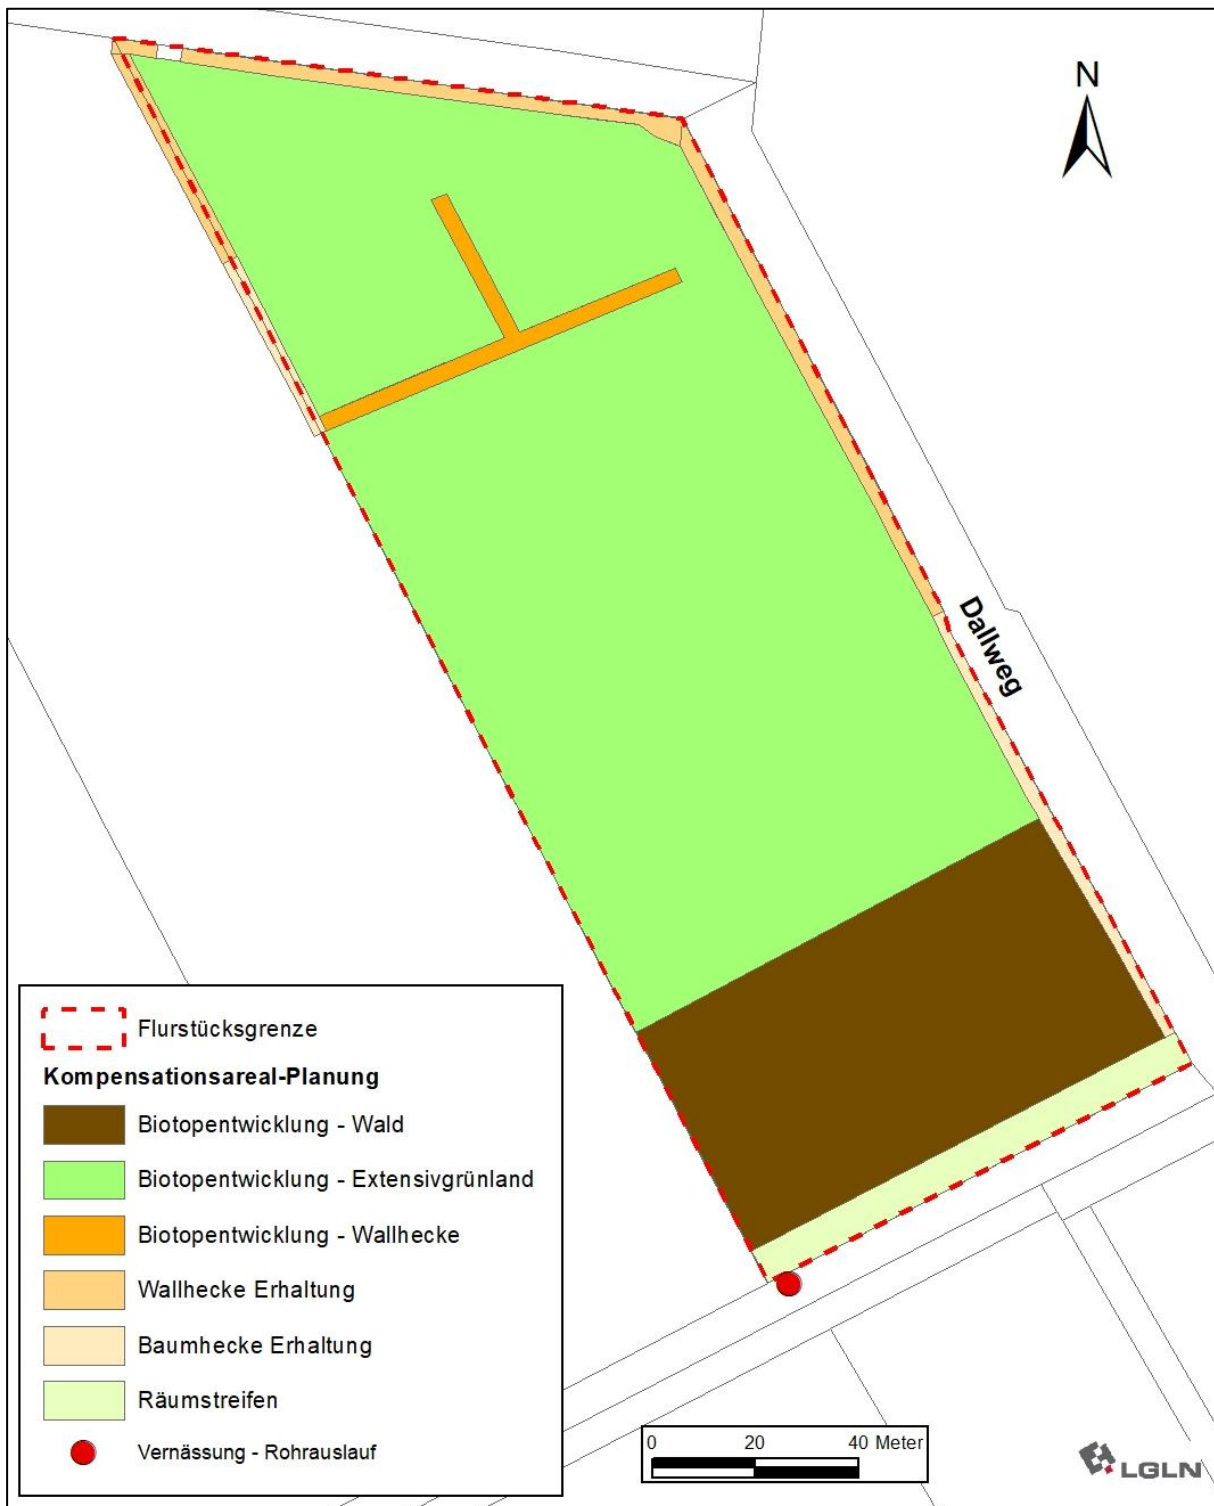 N
Dallweg
Flurstücksgrenze
Kompensationsareal-Planung
Biotopentwicklung - Wald
Biotopentwicklung - Extensivgrünland
Biotopentwicklung - Wallhecke
Wallhecke Erhaltung
Baumhecke Erhaltung
Räumstreifen
Vernässung - Rohrauslauf
0 20 40 Meter
LGLN